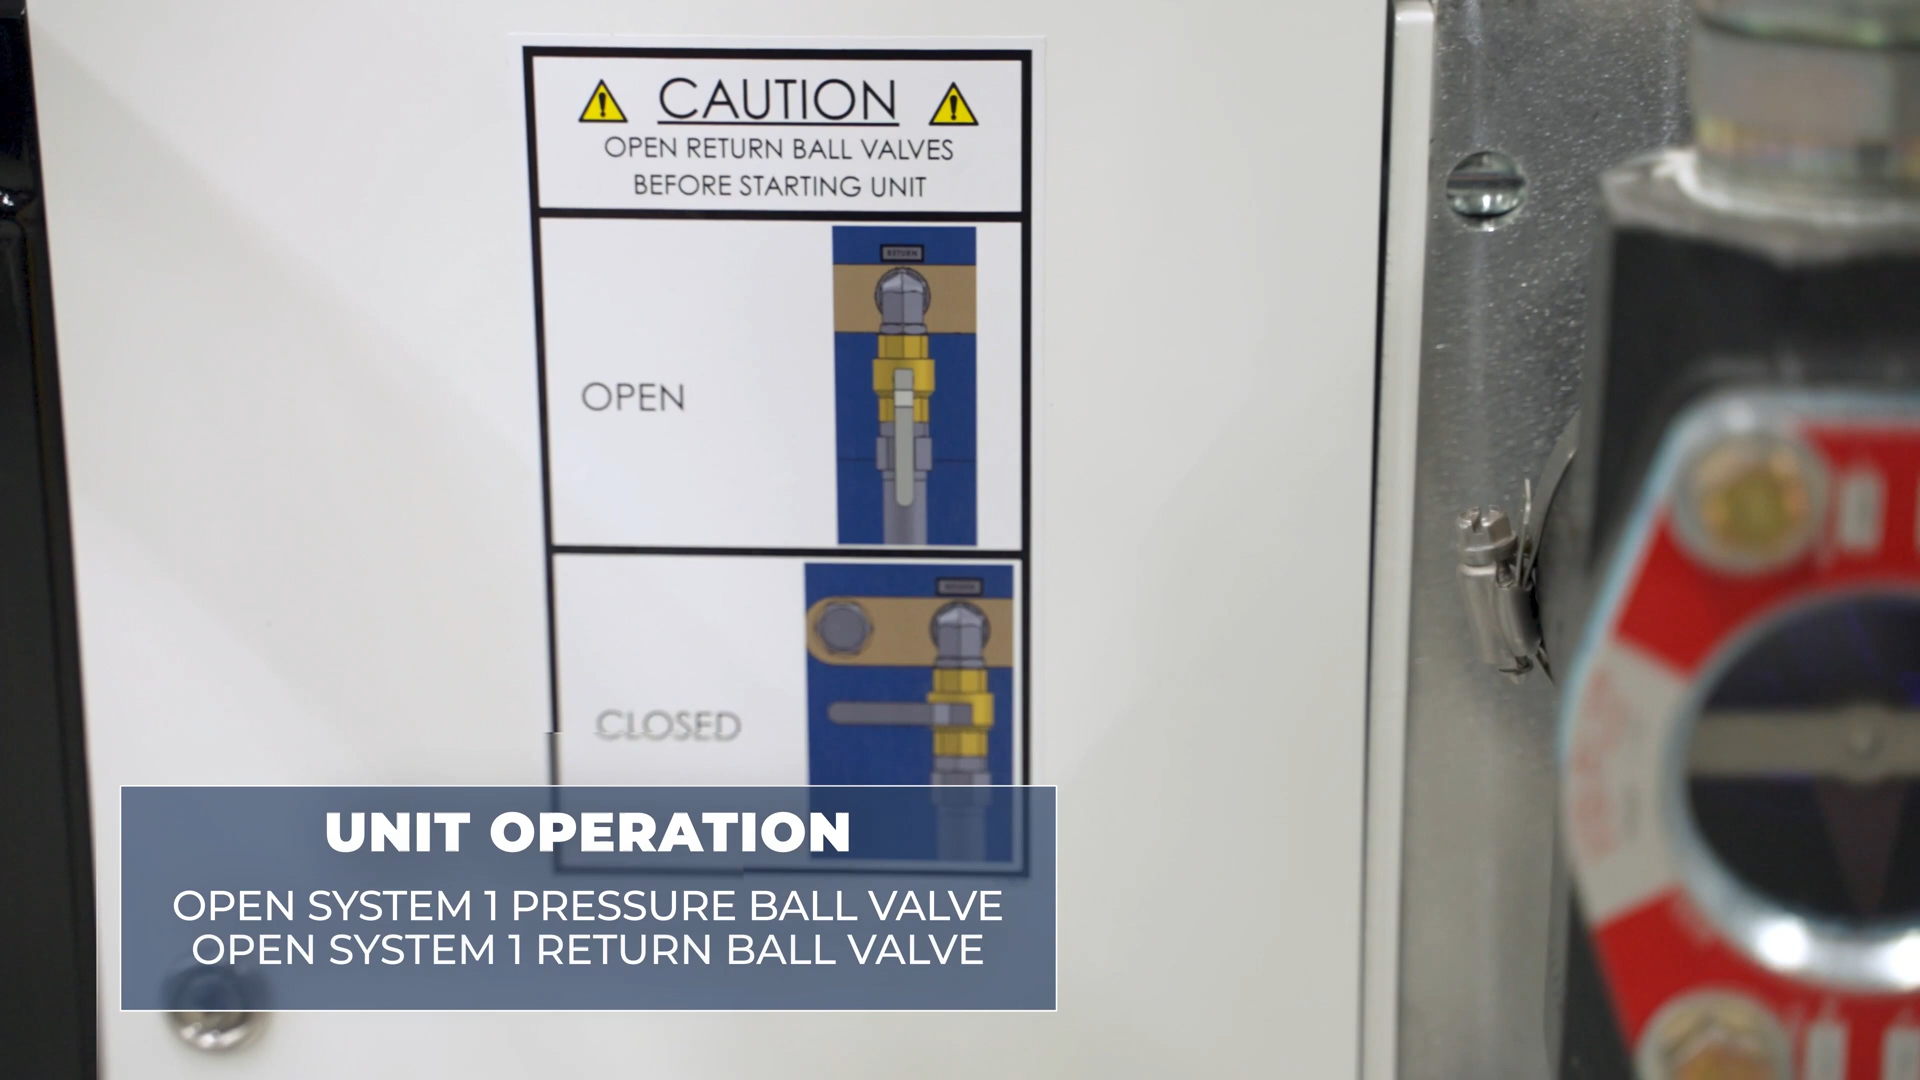 CAUTION
OPEN RETURN BALL VALVES
BEFORE STARTING UNIT
RETURN
OPEN
CLOSED
UNIT OPERATION
OPEN SYSTEM 1 PRESSURE BALL VALVE
OPEN SYSTEM 1 RETURN BALL VALVE